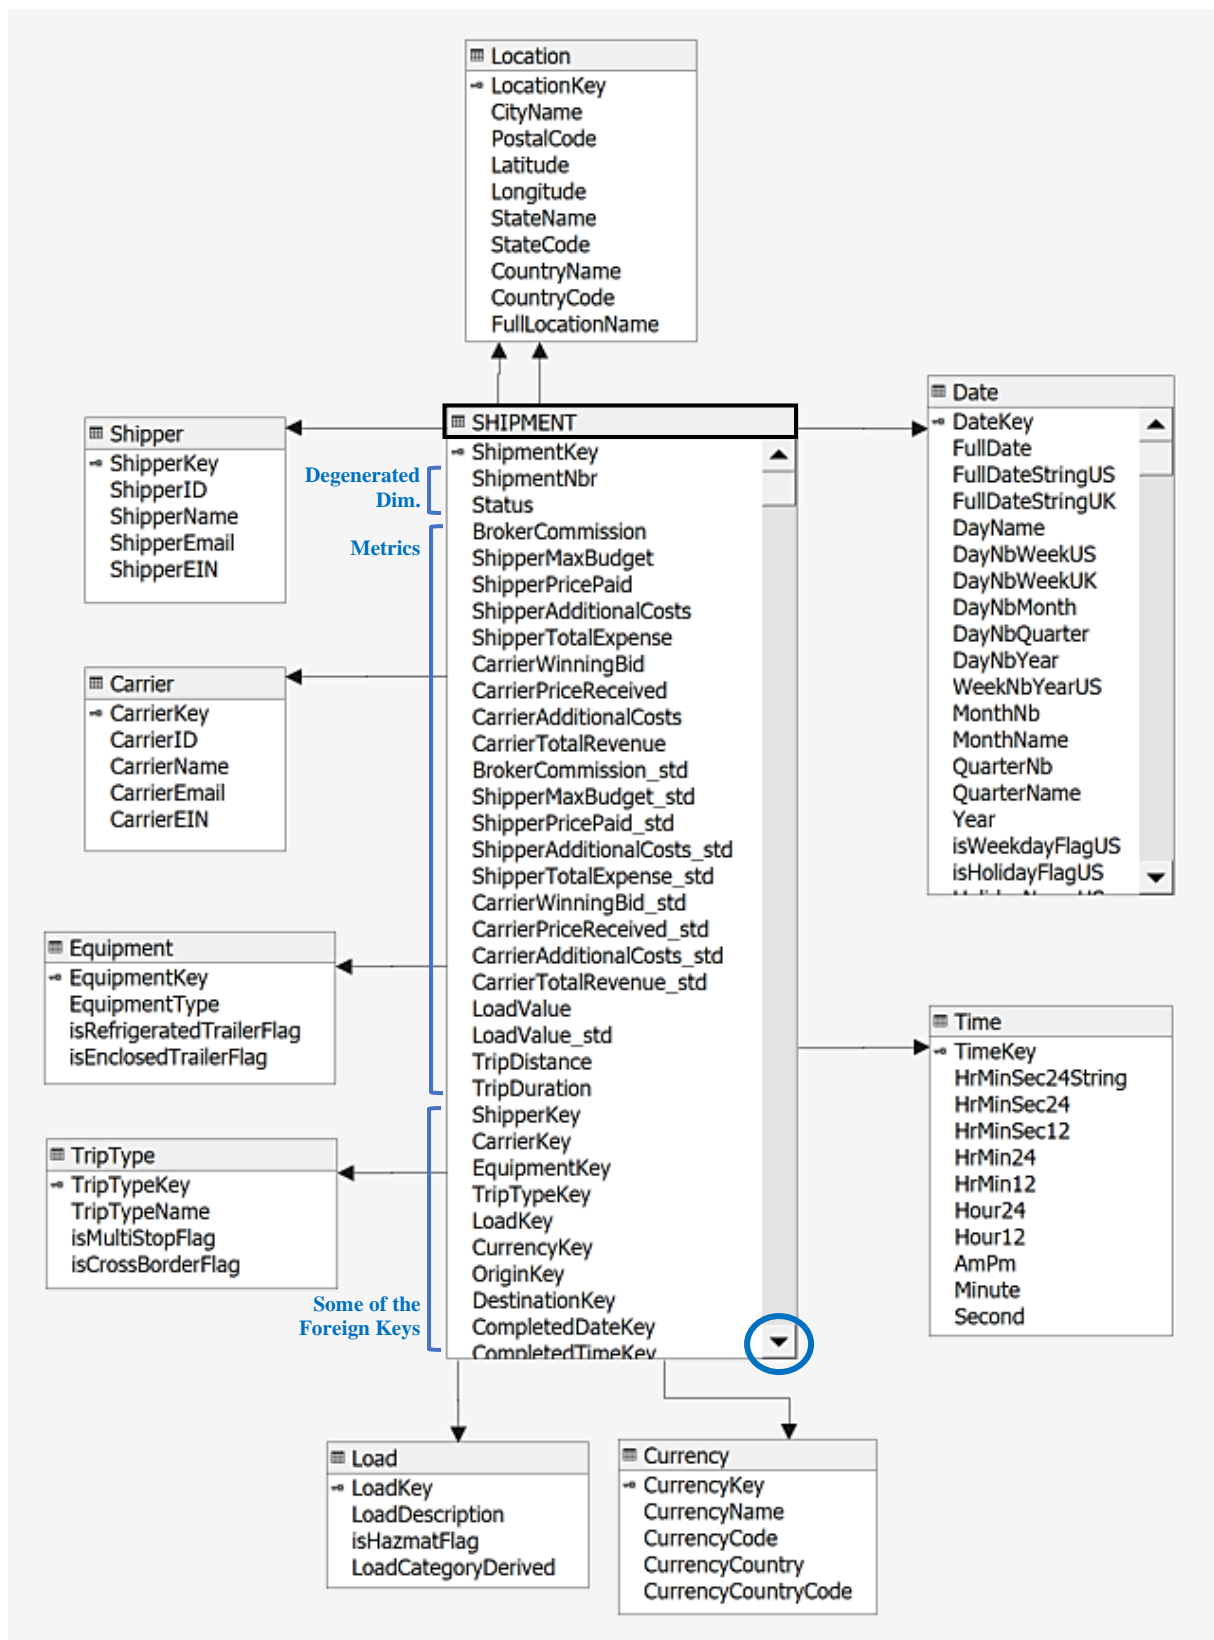 Location
LocationKey
CityName
PostalCode
Latitude
Longitude
StateName
StateCode
CountryName
CountryCode
FullLocationName
Shipper
ShipperKey
ShipperID
ShipperName
ShipperEmail
ShipperEIN
Carrier
CarrierKey
CarrierID
CarrierName
CarrierEmail
CarrierEIN
Equipment
EquipmentKey
EquipmentType
isRefrigeratedTrailerFlag
isEnclosedTrailerFlag
TripType
TripTypeKey
TripTypeName
isMultiStopFlag
isCrossBorderFlag
Degenerated
Dim.
Metrics
Some of the
Foreign Keys
SHIPMENT
ShipmentKey
ShipmentNbr
Status
BrokerCommission
ShipperMaxBudget
ShipperPricePaid
ShipperAdditionalCosts
ShipperTotalExpense
CarrierWinningBid
CarrierPriceReceived
CarrierAdditionalCosts
CarrierTotalRevenue
BrokerCommission_std
ShipperMaxBudget_std
ShipperPricePaid_std
ShipperAdditionalCosts_std
ShipperTotalExpense_std
CarrierWinningBid_std
CarrierPriceReceived_std
CarrierAdditionalCosts_std
CarrierTotalRevenue_std
LoadValue
LoadValue_std
TripDistance
TripDuration
ShipperKey
CarrierKey
EquipmentKey
TripTypeKey
LoadKey
CurrencyKey
OriginKey
DestinationKey
CompletedDateKey
CompletedTimeKey
Date
DateKey
FullDate
FullDateStringUS
FullDateStringUK
DayName
DayNbWeekUS
DayNbWeekUK
DayNbMonth
DayNbQuarter
DayNbYear
WeekNbYearUS
MonthNb
MonthName
QuarterNb
QuarterName
Year
isWeekdayFlagUS
isHolidayFlagUS
Time
TimeKey
HrMinSec24String
HrMinSec24
HrMinSec12
HrMin24
HrMin12
Hour24
Hour12
AmPm
Minute
Second
Load
LoadKey
LoadDescription
isHazmatFlag
LoadCategoryDerived
Currency
CurrencyKey
CurrencyName
CurrencyCode
CurrencyCountry
CurrencyCountryCode